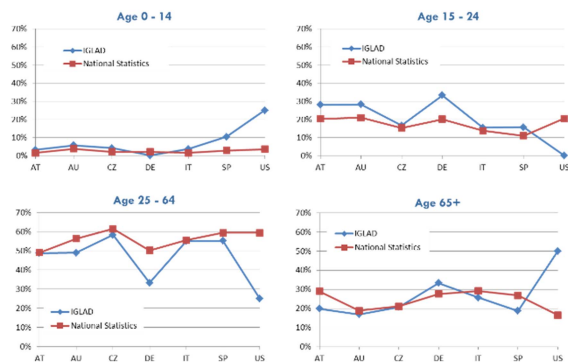 Age 0 - 14
70%
60%
50%
40%
30%
20%
10%
0%
IGLAD
National Statistics
AT AU CZ DE IT SP US
Age 15 - 24
70%
60%
50%
40%
30%
20%
10%
0%
IGLAD
National Statistics
AT AU CZ DE IT SP US
Age 25 - 64
70%
60%
50%
40%
30%
20%
10%
0%
IGLAD
National Statistics
AT AU CZ DE IT SP US
Age 65+
70%
60%
50%
40%
30%
20%
10%
0%
IGLAD
National Statistics
AT AU CZ DE IT SP US